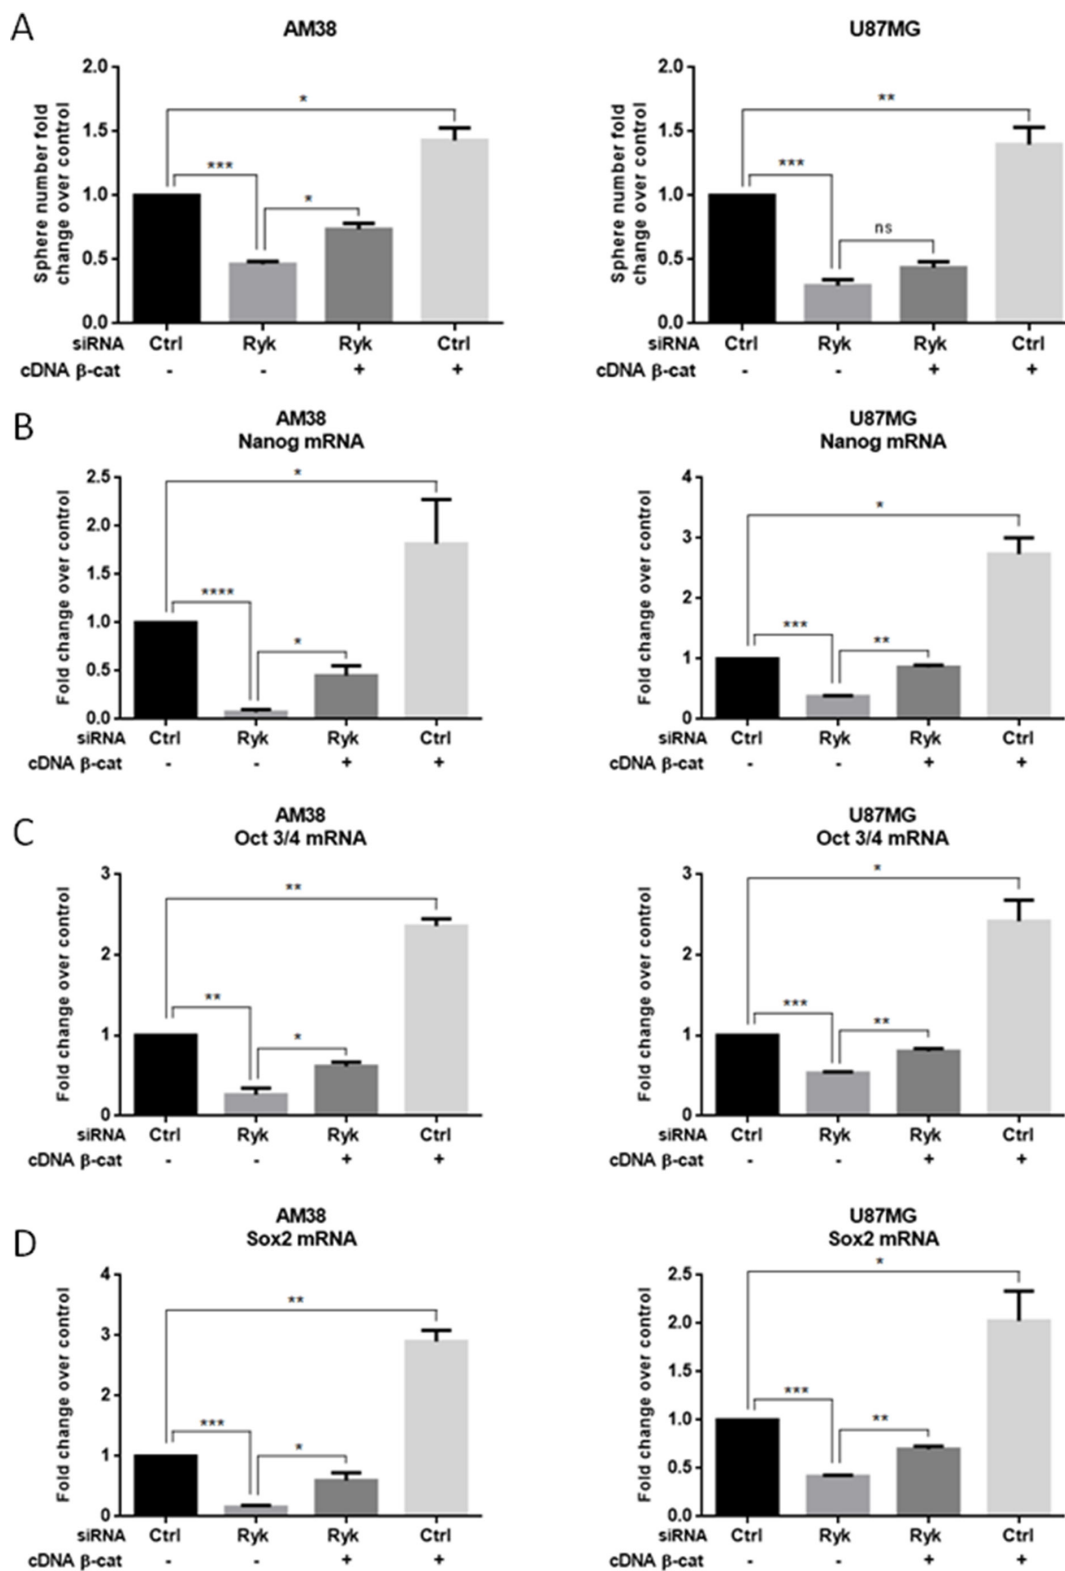 A
AM38
U87MG
Sphere number fold
change over control
2.0
1.5
1.0
0.5
0.0
*
***
*
siRNA Ctrl Ryk Ryk Ctrl
cDNA β-cat - - + +
Sphere number fold
change over control
2.0
1.5
1.0
0.5
0.0
**
***
ns
siRNA Ctrl Ryk Ryk Ctrl
cDNA β-cat - - + +
B
AM38
Nanog mRNA
Fold change over control
2.5
2.0
1.5
1.0
0.5
0.0
*
****
*
siRNA Ctrl Ryk Ryk Ctrl
cDNA β-cat - - + +
U87MG
Nanog mRNA
Fold change over control
4
3
2
1
0
*
***
**
siRNA Ctrl Ryk Ryk Ctrl
cDNA β-cat - - + +
C
AM38
Oct 3/4 mRNA
Fold change over control
3
2
1
0
**
**
*
siRNA Ctrl Ryk Ryk Ctrl
cDNA β-cat - - + +
U87MG
Oct 3/4 mRNA
Fold change over control
3
2
1
0
*
***
**
siRNA Ctrl Ryk Ryk Ctrl
cDNA β-cat - - + +
D
AM38
Sox2 mRNA
Fold change over control
4
3
2
1
0
**
***
*
siRNA Ctrl Ryk Ryk Ctrl
cDNA β-cat - - + +
U87MG
Sox2 mRNA
Fold change over control
2.5
2.0
1.5
1.0
0.5
0.0
*
***
**
siRNA Ctrl Ryk Ryk Ctrl
cDNA β-cat - - + +